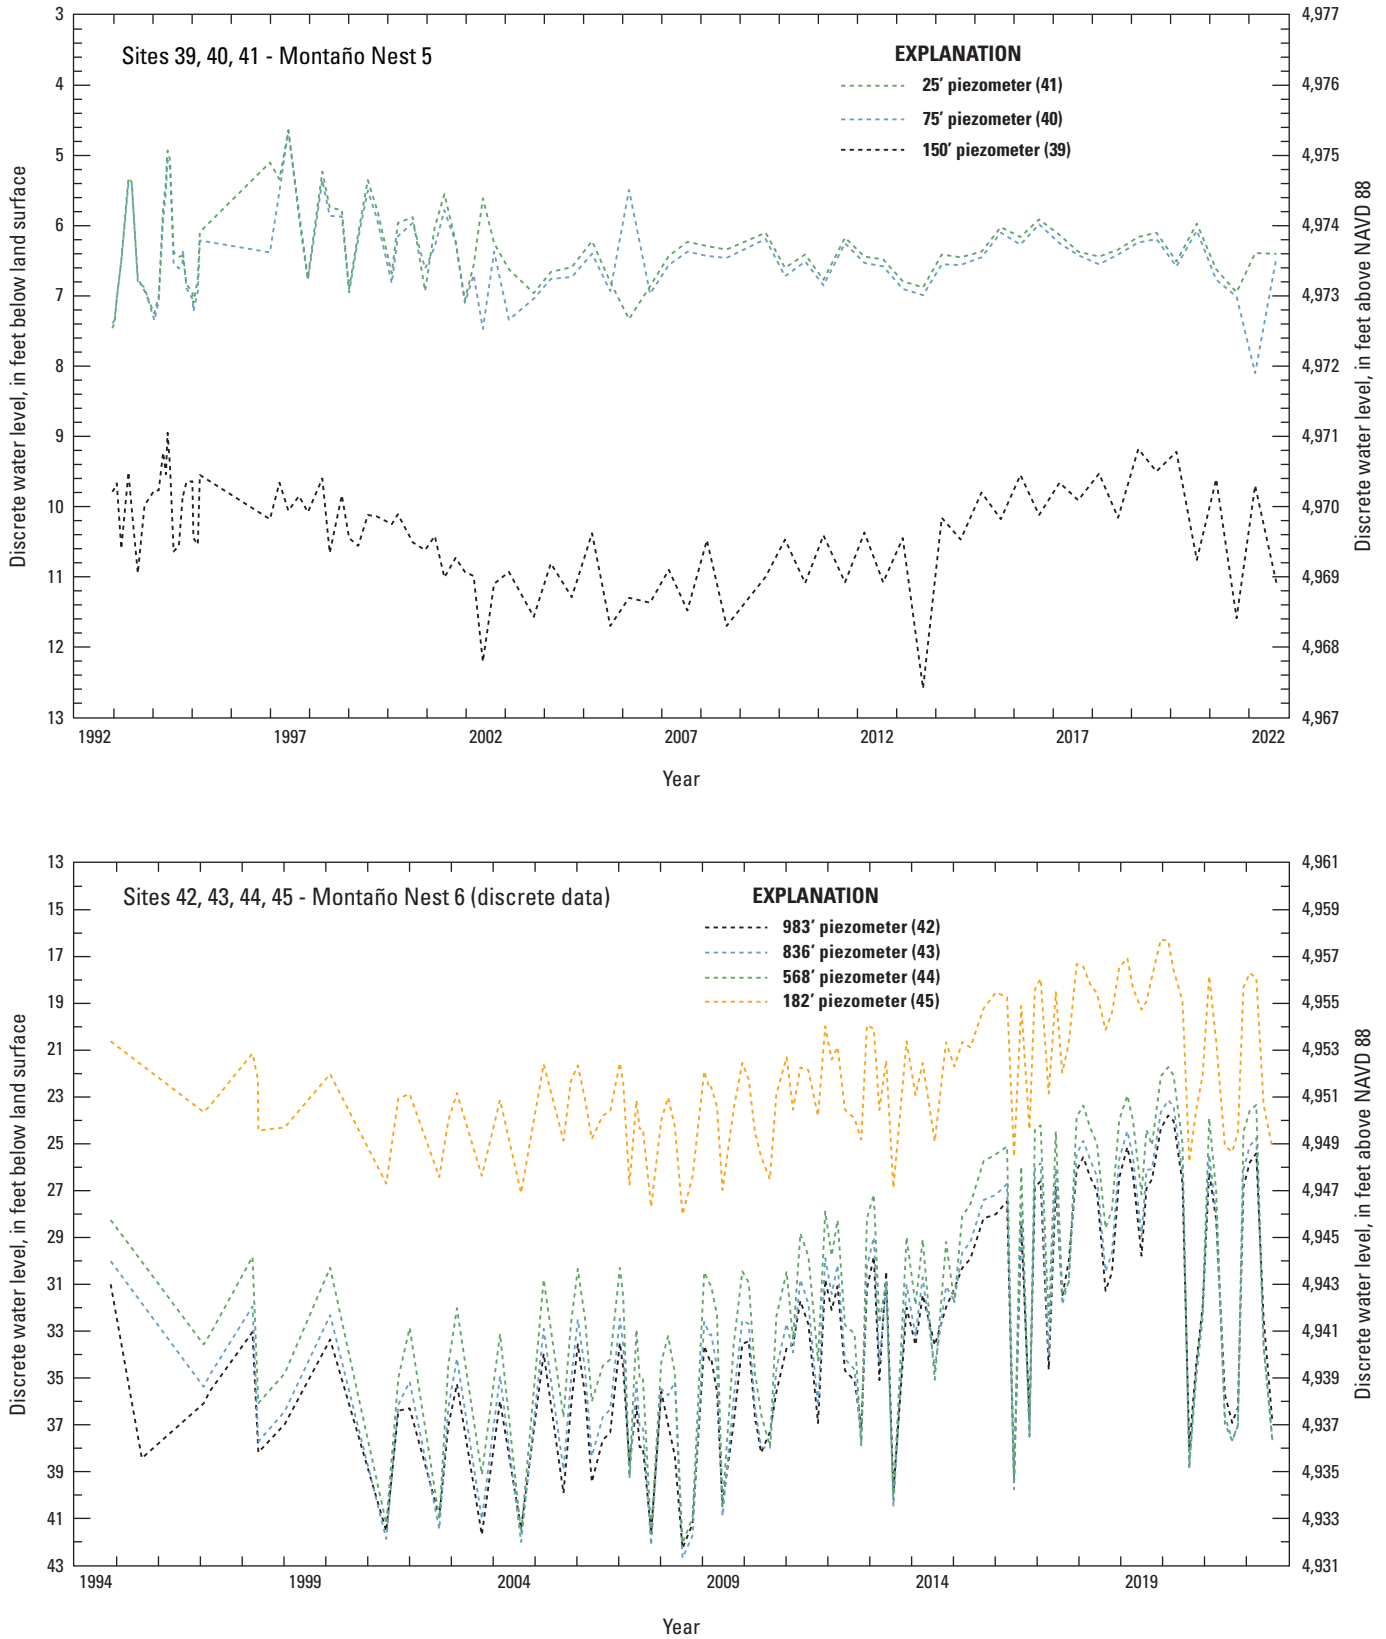 Sites 39, 40, 41 - Montaño Nest 5
EXPLANATION
25′ piezometer (41)
75′ piezometer (40)
150′ piezometer (39)
Discrete water level, in feet below land surface
3
4
5
6
7
8
9
10
11
12
13
Discrete water level, in feet above NAVD 88
4,977
4,976
4,975
4,974
4,973
4,972
4,971
4,970
4,969
4,968
4,967
1992 1997 2002 2007 2012 2017 2022
Year
Sites 42, 43, 44, 45 - Montaño Nest 6 (discrete data)
EXPLANATION
983′ piezometer (42)
836′ piezometer (43)
568′ piezometer (44)
182′ piezometer (45)
Discrete water level, in feet below land surface
13
15
17
19
21
23
25
27
29
31
33
35
37
39
41
43
Discrete water level, in feet above NAVD 88
4,961
4,959
4,957
4,955
4,953
4,951
4,949
4,947
4,945
4,943
4,941
4,939
4,937
4,935
4,933
4,931
1994 1999 2004 2009 2014 2019
Year